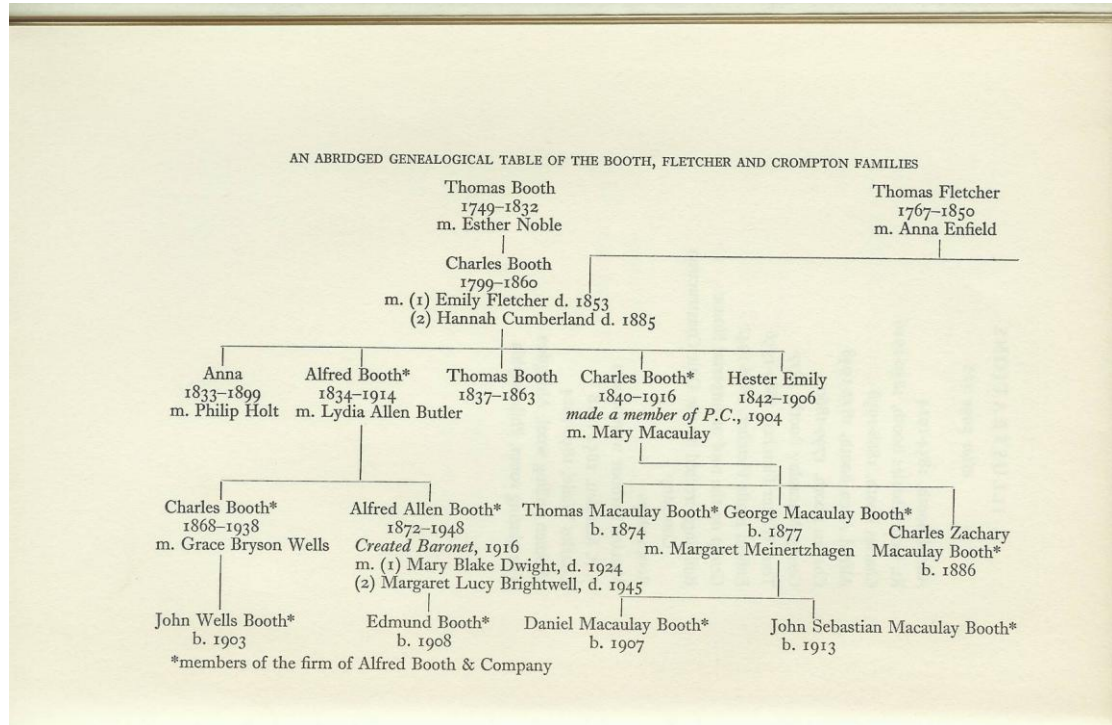 AN ABRIDGED GENEALOGICAL TABLE OF THE BOOTH, FLETCHER AND CROMPTON FAMILIES
Thomas Booth
1749–1832
m. Esther Noble
Thomas Fletcher
1767–1850
m. Anna Enfield
Charles Booth
1799–1860
m. (1) Emily Fletcher d. 1853
(2) Hannah Cumberland d. 1885
Anna
1833–1899
m. Philip Holt
Alfred Booth*
1834–1914
m. Lydia Allen Butler
Thomas Booth
1837–1863
Charles Booth*
1840–1916
made a member of P.C., 1904
m. Mary Macaulay
Hester Emily
1842–1906
Charles Booth*
1868–1938
m. Grace Bryson Wells
Alfred Allen Booth*
1872–1948
Created Baronet, 1916
m. (1) Mary Blake Dwight, d. 1924
(2) Margaret Lucy Brightwell, d. 1945
Thomas Macaulay Booth*
b. 1874
George Macaulay Booth*
b. 1877
m. Margaret Meinertzhagen
Charles Zachary
Macaulay Booth*
b. 1886
John Wells Booth*
b. 1903
Edmund Booth*
b. 1908
Daniel Macaulay Booth*
b. 1907
John Sebastian Macaulay Booth*
b. 1913
*members of the firm of Alfred Booth & Company